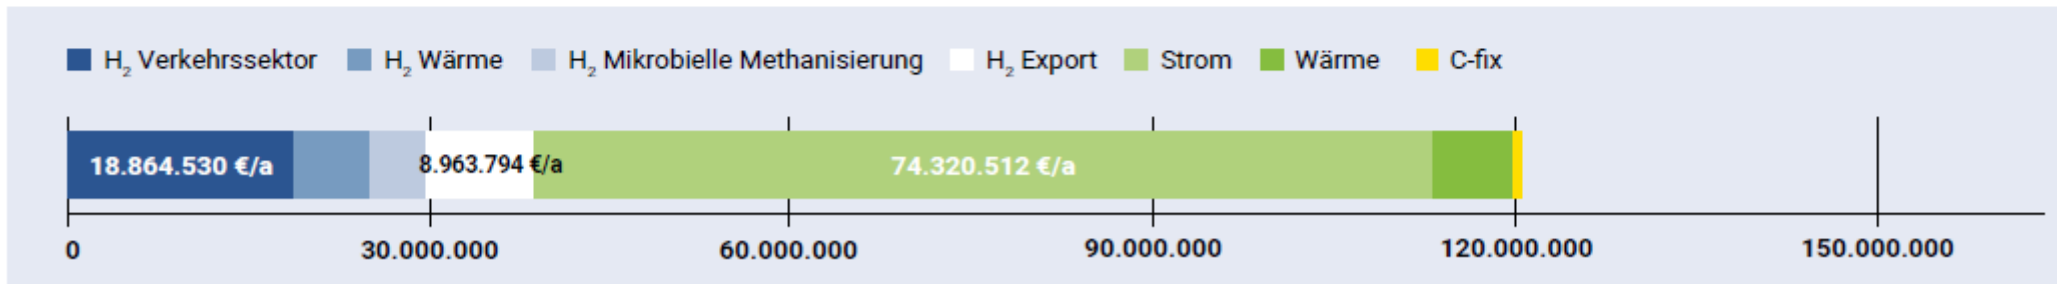 H₂ Verkehrssektor H₂ Wärme H₂ Mikrobielle Methanisierung H₂ Export Strom Wärme C-fix
18.864.530 €/a 8.963.794 €/a 74.320.512 €/a
0 30.000.000 60.000.000 90.000.000 120.000.000 150.000.000